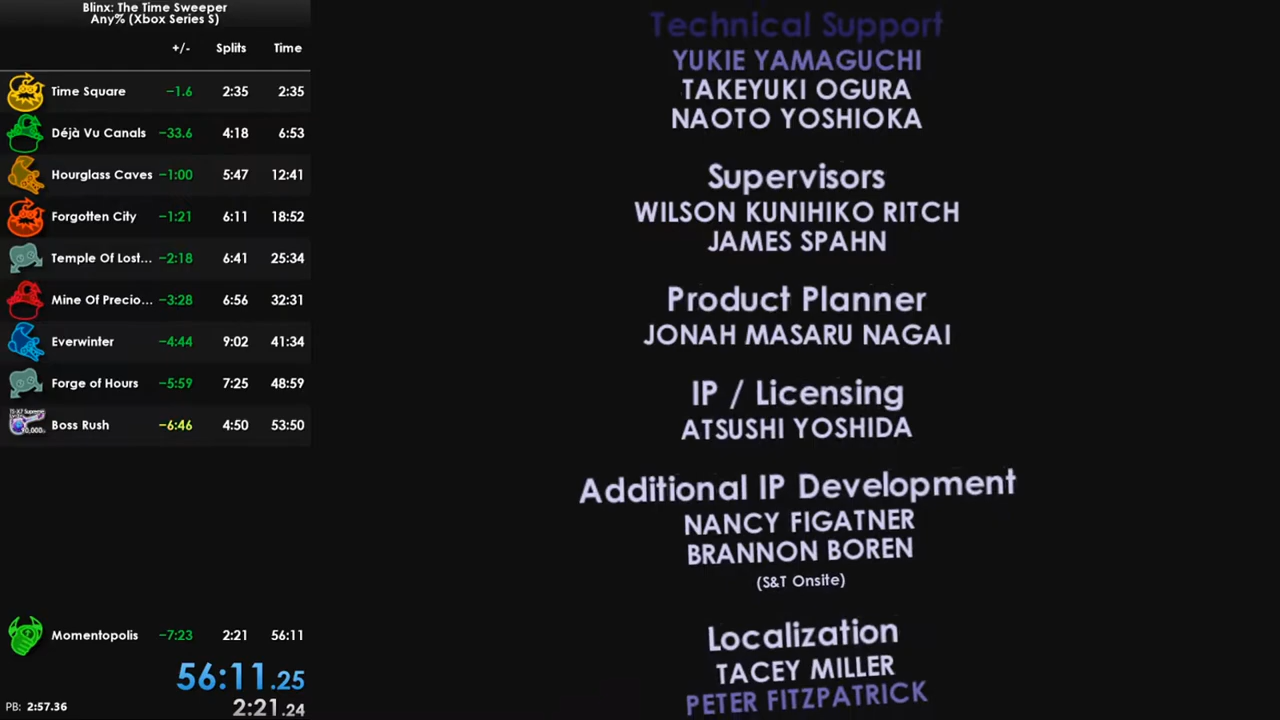 Blinx: The Time Sweeper
Any% (Xbox Series S)
+/- Splits Time
Time Square −1.6 2:35 2:35
Déjà Vu Canals −33.6 4:18 6:53
Hourglass Caves −1:00 5:47 12:41
Forgotten City −1:21 6:11 18:52
Temple Of Lost... −2:18 6:41 25:34
Mine Of Precio... −3:28 6:56 32:31
Everwinter −4:44 9:02 41:34
Forge of Hours −5:59 7:25 48:59
Boss Rush −6:46 4:50 53:50
Momentopolis −7:23 2:21 56:11
56:11.25
PB: 2:57.36 2:21.24
Technical Support
YUKIE YAMAGUCHI
TAKEYUKI OGURA
NAOTO YOSHIOKA
Supervisors
WILSON KUNIHIKO RITCH
JAMES SPAHN
Product Planner
JONAH MASARU NAGAI
IP / Licensing
ATSUSHI YOSHIDA
Additional IP Development
NANCY FIGATNER
BRANNON BOREN
(S&T Onsite)
Localization
TACEY MILLER
PETER FITZPATRICK